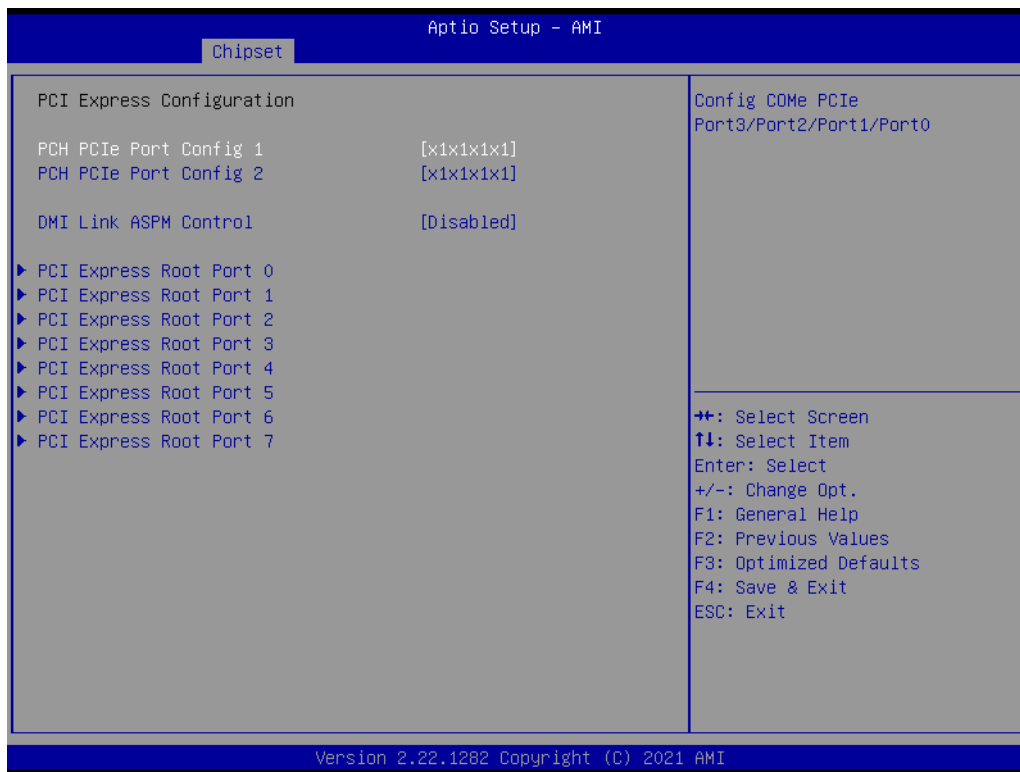 Aptio Setup – AMI
Chipset
PCI Express Configuration
PCH PCIe Port Config 1 [x1x1x1x1]
PCH PCIe Port Config 2 [x1x1x1x1]
DMI Link ASPM Control [Disabled]
PCI Express Root Port 0
PCI Express Root Port 1
PCI Express Root Port 2
PCI Express Root Port 3
PCI Express Root Port 4
PCI Express Root Port 5
PCI Express Root Port 6
PCI Express Root Port 7
Config COMe PCIe
Port3/Port2/Port1/Port0
→←: Select Screen
↑↓: Select Item
Enter: Select
+/-: Change Opt.
F1: General Help
F2: Previous Values
F3: Optimized Defaults
F4: Save & Exit
ESC: Exit
Version 2.22.1282 Copyright (C) 2021 AMI